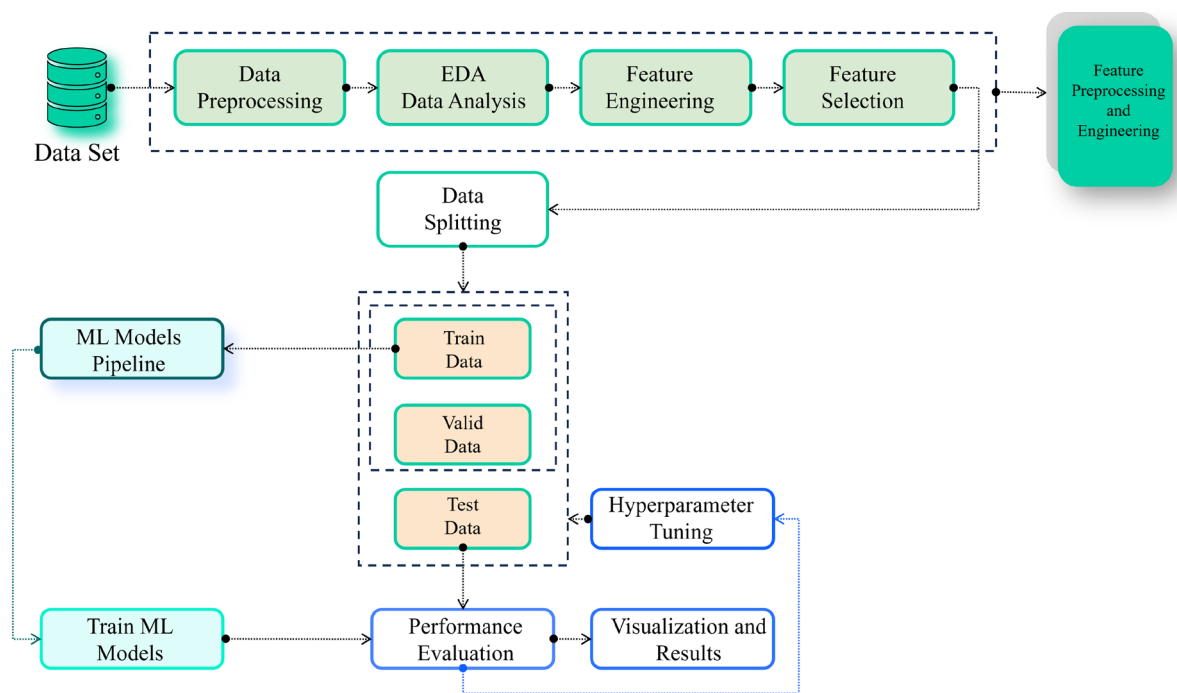 Data Set
Data
Preprocessing
EDA
Data Analysis
Feature
Engineering
Feature
Selection
Feature
Preprocessing
and
Engineering
Data
Splitting
ML Models
Pipeline
Train
Data
Valid
Data
Test
Data
Hyperparameter
Tuning
Train ML
Models
Performance
Evaluation
Visualization and
Results